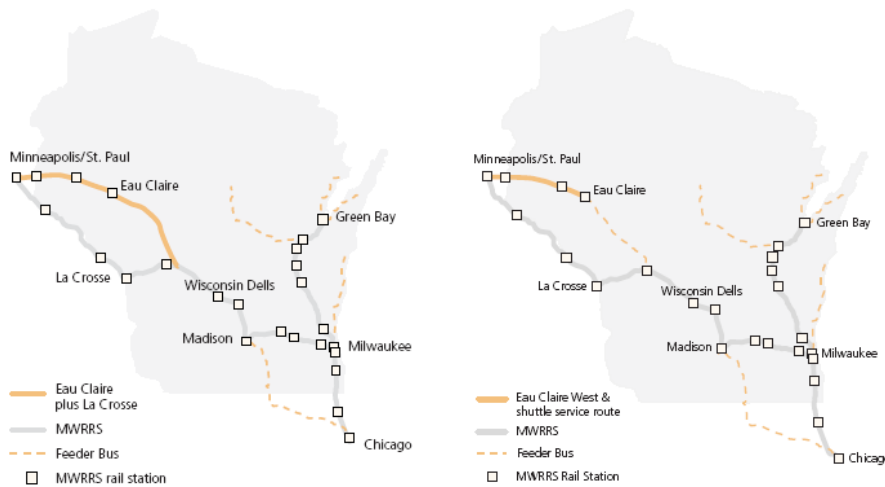 Minneapolis/St. Paul
Eau Claire
Green Bay
La Crosse
Wisconsin Dells
Madison
Milwaukee
Chicago
Eau Claire
plus La Crosse
MWRRS
Feeder Bus
MWRRS rail station
Minneapolis/St. Paul
Eau Claire
Green Bay
La Crosse
Wisconsin Dells
Madison
Milwaukee
Chicago
Eau Claire West &
shuttle service route
MWRRS
Feeder Bus
MWRRS Rail Station